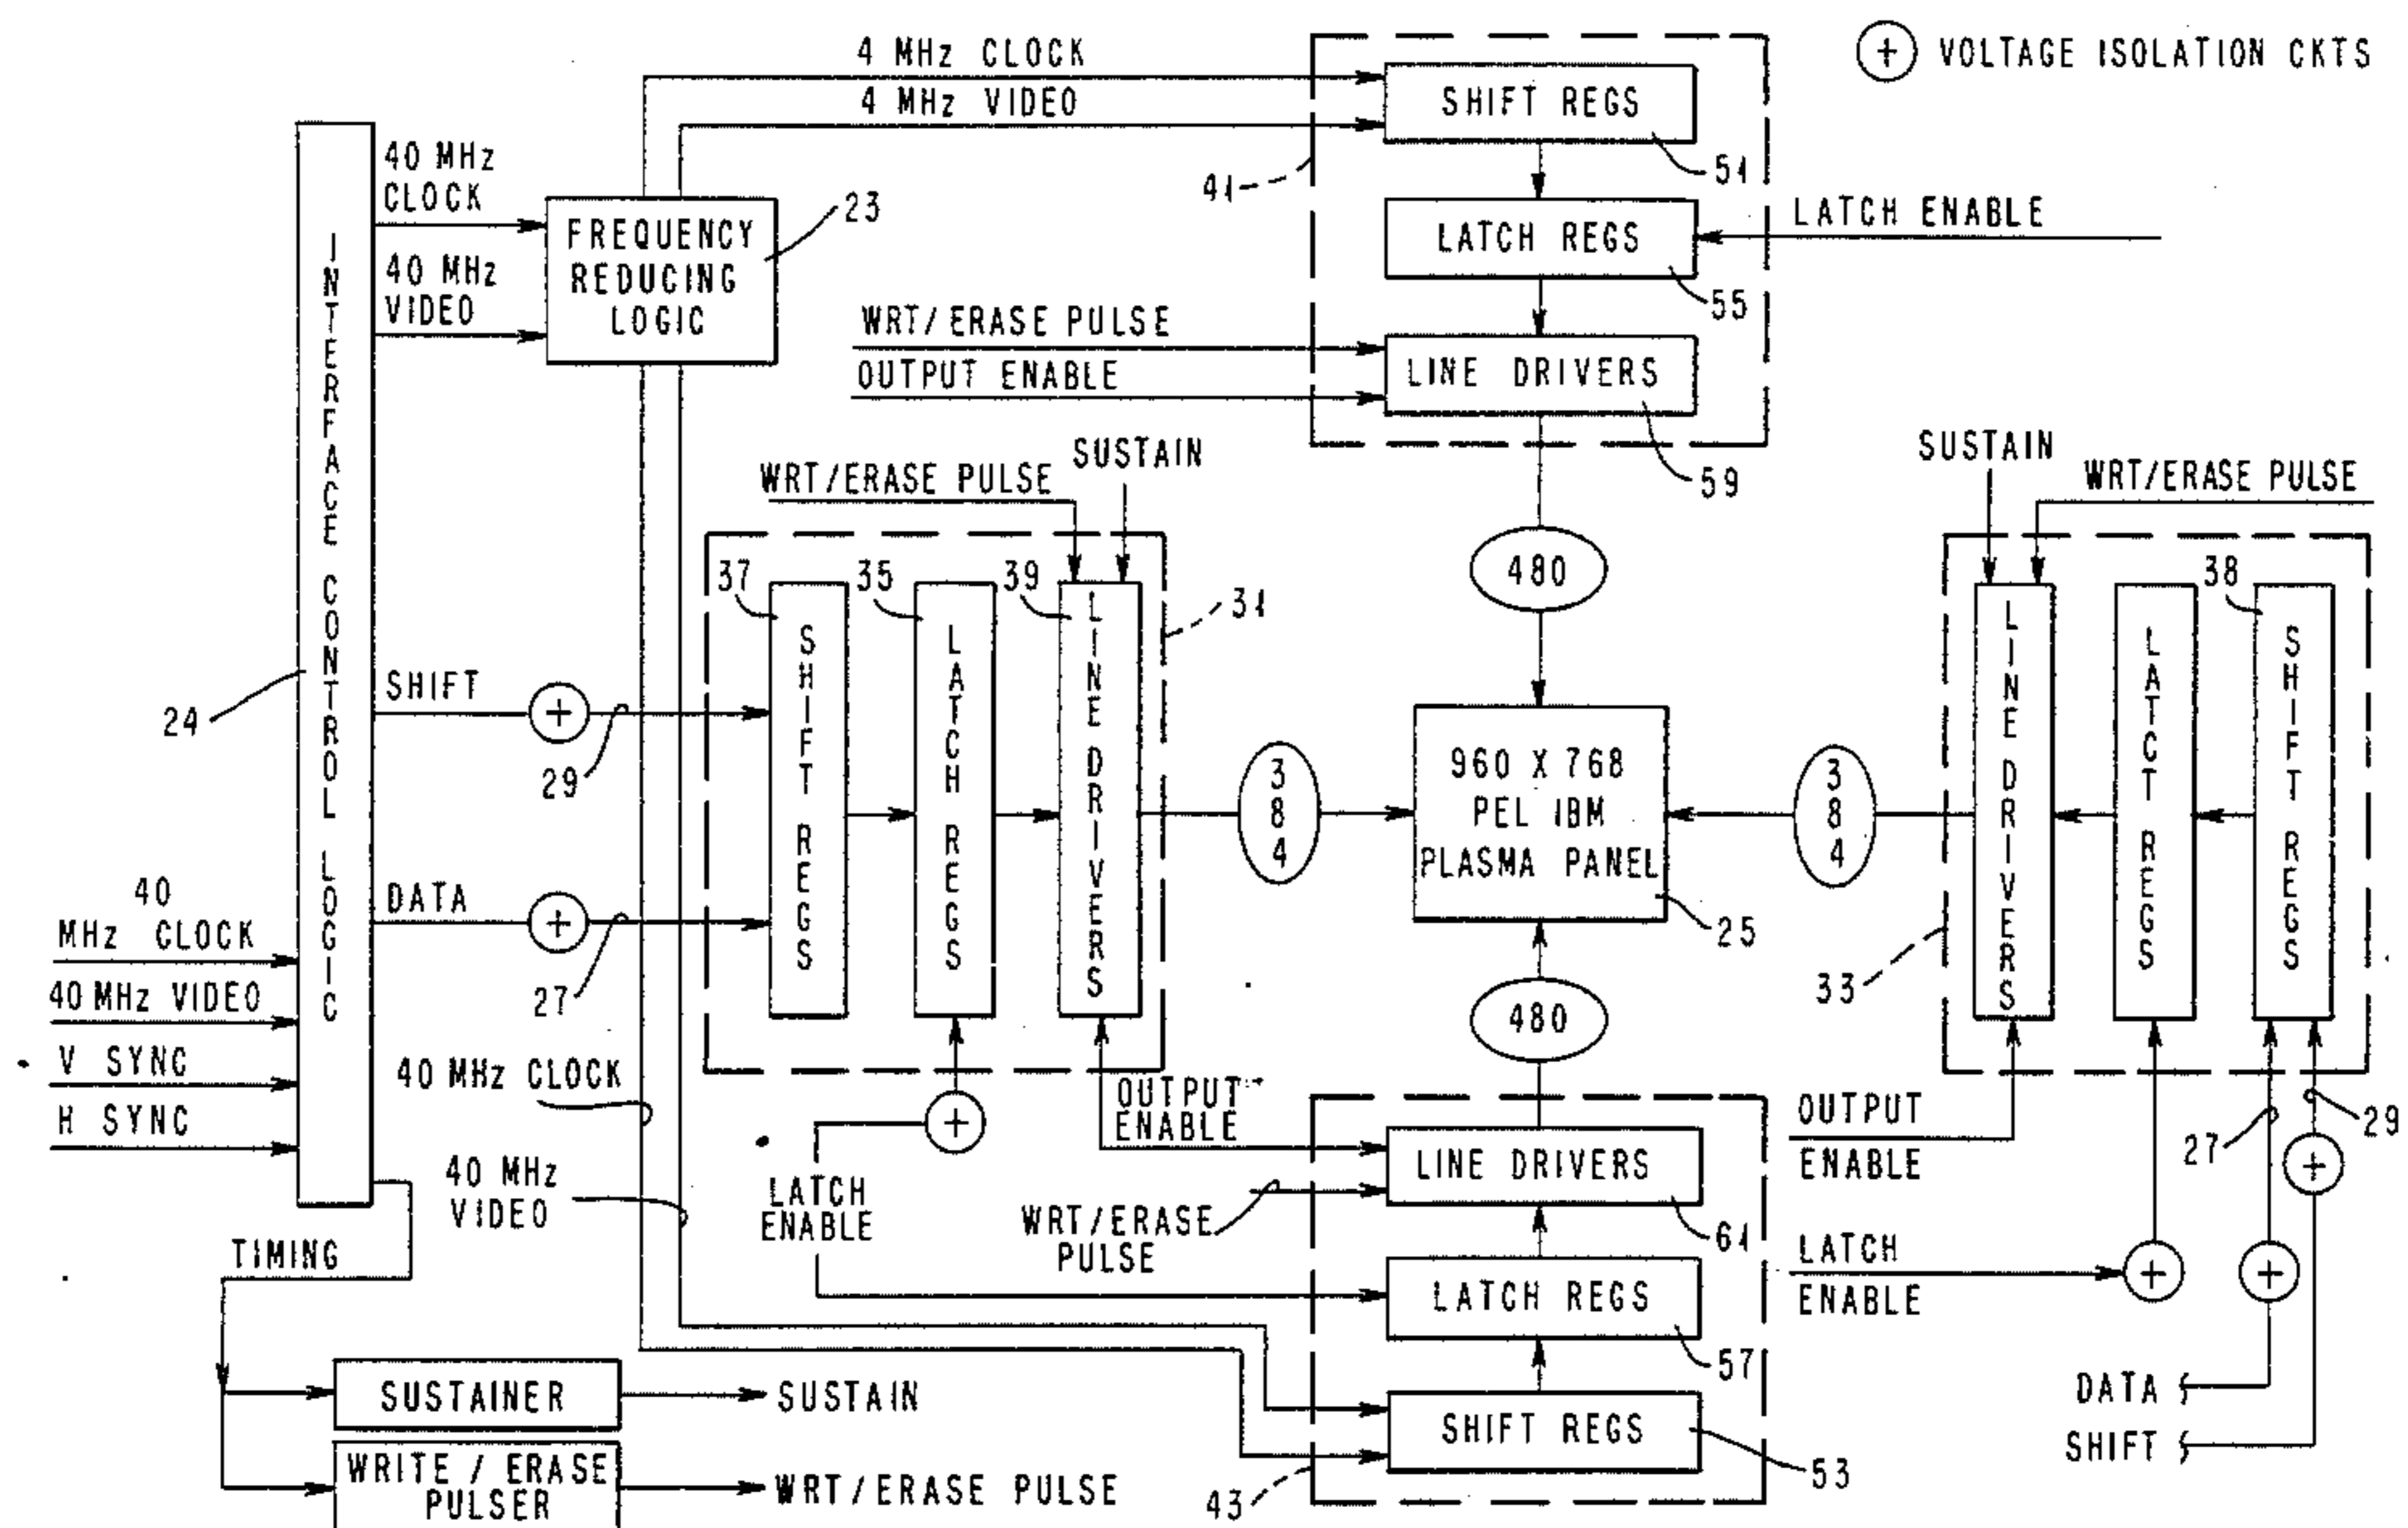 4 MHz CLOCK
4 MHz VIDEO
+ VOLTAGE ISOLATION CKTS
40 MHz
CLOCK
40 MHz
VIDEO
FREQUENCY
REDUCING
LOGIC
23
SHIFT REGS
51
41
LATCH REGS
55
LATCH ENABLE
WRT/ERASE PULSE
OUTPUT ENABLE
LINE DRIVERS
59
INTERFACE CONTROL LOGIC
24
WRT/ERASE PULSE
SUSTAIN
SUSTAIN
WRT/ERASE PULSE
480
37
35
39
31
38
SHIFT REGS
LATCH REGS
LINE DRIVERS
LINE DRIVERS
LATCT REGS
SHIFT REGS
SHIFT
+
29
DATA
+
27
384
960 X 768
PEL IBM
PLASMA PANEL
25
384
33
480
40
MHz CLOCK
40 MHz VIDEO
V SYNC
H SYNC
40 MHz CLOCK
40 MHz
VIDEO
+
LATCH
ENABLE
OUTPUT
ENABLE
WRT/ERASE
PULSE
LINE DRIVERS
61
LATCH REGS
57
SHIFT REGS
53
43
OUTPUT
ENABLE
27
29
+
LATCH
ENABLE
+
+
DATA
SHIFT
TIMING
SUSTAINER
SUSTAIN
WRITE / ERASE
PULSER
WRT/ERASE PULSE